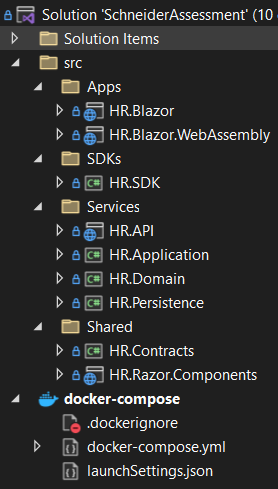 Solution 'SchneiderAssessment' (10
Solution Items
src
Apps
HR.Blazor
HR.Blazor.WebAssembly
SDKs
C# HR.SDK
Services
HR.API
C# HR.Application
C# HR.Domain
C# HR.Persistence
Shared
C# HR.Contracts
HR.Razor.Components
docker-compose
.dockerignore
docker-compose.yml
launchSettings.json